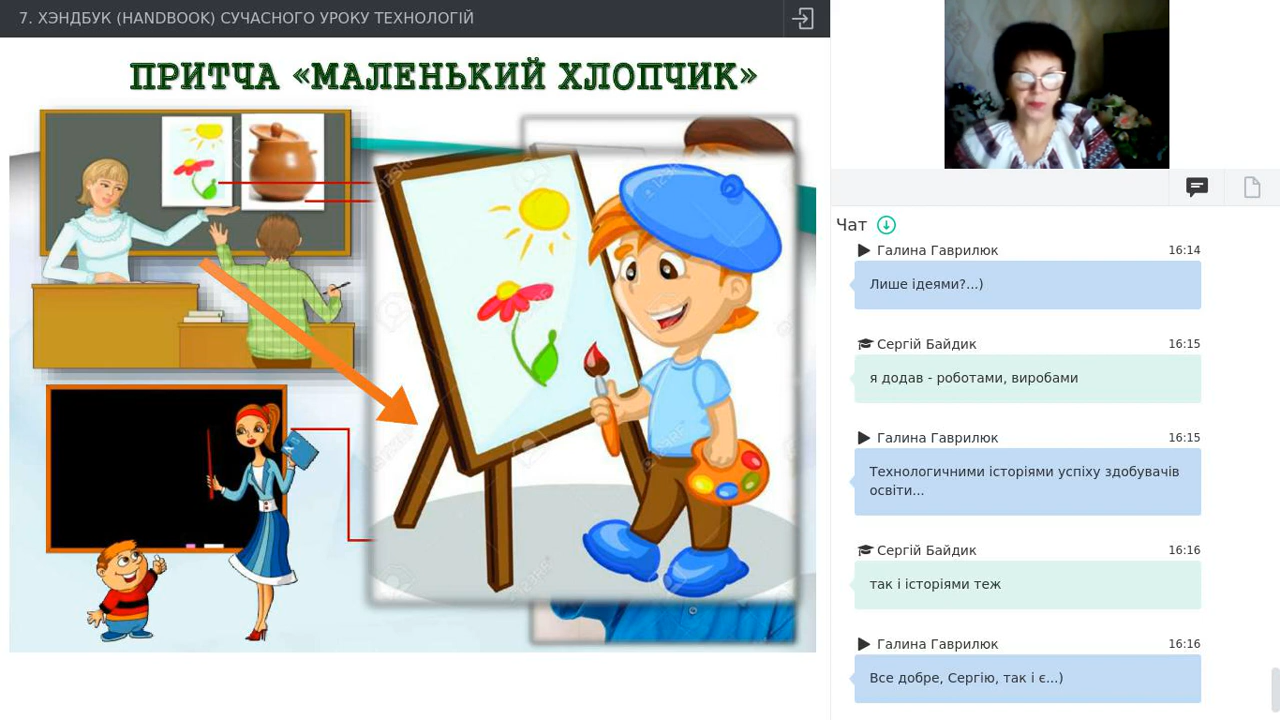 7. ХЭНДБУК (HANDBOOK) СУЧАСНОГО УРОКУ ТЕХНОЛОГІЙ
ПРИТЧА «МАЛЕНЬКИЙ ХЛОПЧИК»
Чат
Галина Гаврилюк 16:14
Лише ідеями?...)
Сергій Байдик 16:15
я додав - роботами, виробами
Галина Гаврилюк 16:15
Технологичними історіями успіху здобувачів
освіти...
Сергій Байдик 16:16
так і історіями теж
Галина Гаврилюк 16:16
Все добре, Сергію, так і є...)